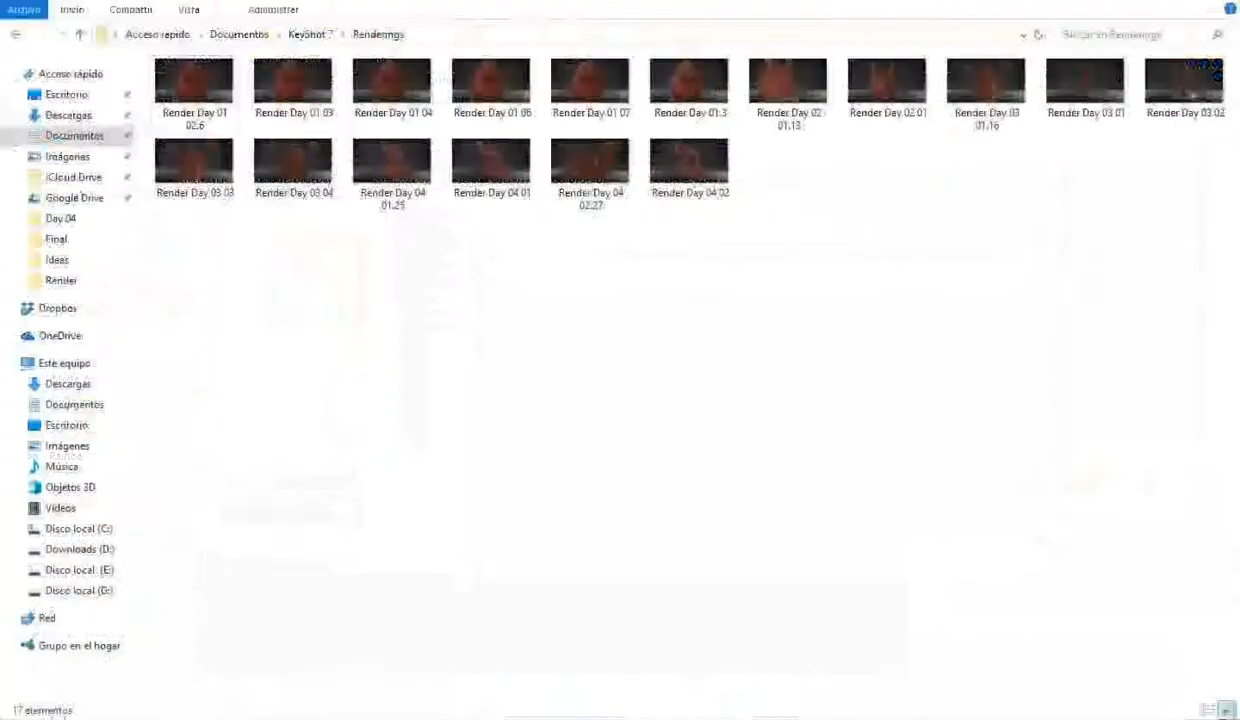 Archivo Inicio Compartir Vista Administrar
Acceso rápido › Documentos › KeyShot 7 › Renderings
Buscar en Renderings
Acceso rápido
Escritorio
Descargas
Documentos
Imágenes
iCloud Drive
Google Drive
Day 04
Final
Ideas
Render
Dropbox
OneDrive
Este equipo
Descargas
Documentos
Escritorio
Imágenes
Música
Objetos 3D
Vídeos
Disco local (C:)
Downloads (D:)
Disco local (E:)
Disco local (G:)
Red
Grupo en el hogar
Render Day 01 02.6
Render Day 01 03
Render Day 01 04
Render Day 01 06
Render Day 01 07
Render Day 01.3
Render Day 02 01.13
Render Day 02 01
Render Day 03 01.16
Render Day 03 01
Render Day 03 02
Render Day 03 03
Render Day 03 04
Render Day 04 01.25
Render Day 04 01
Render Day 04 02.27
Render Day 04 02
17 elementos